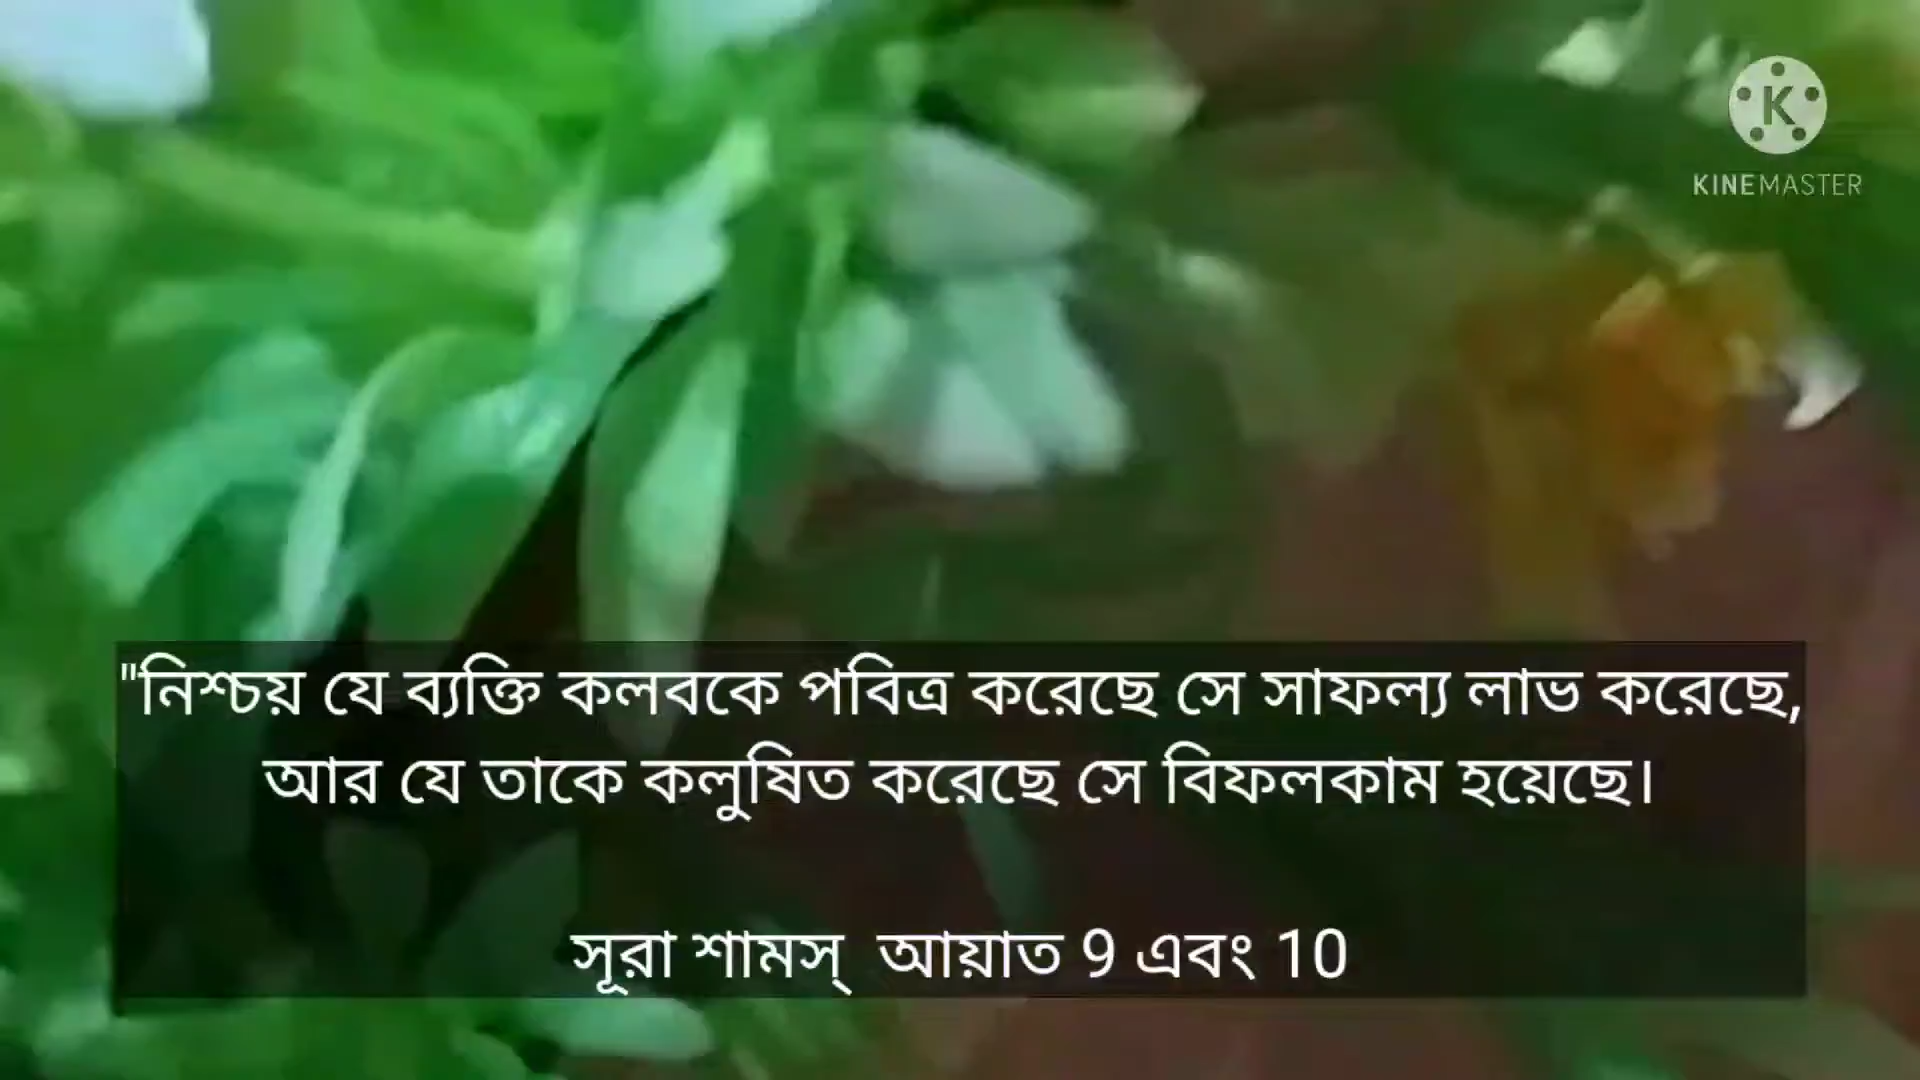 KINEMASTER
"নিশ্চয় যে ব্যক্তি কলবকে পবিত্র করেছে সে সাফল্য লাভ করেছে,
আর যে তাকে কলুষিত করেছে সে বিফলকাম হয়েছে।
সূরা শামস্ আয়াত 9 এবং 10